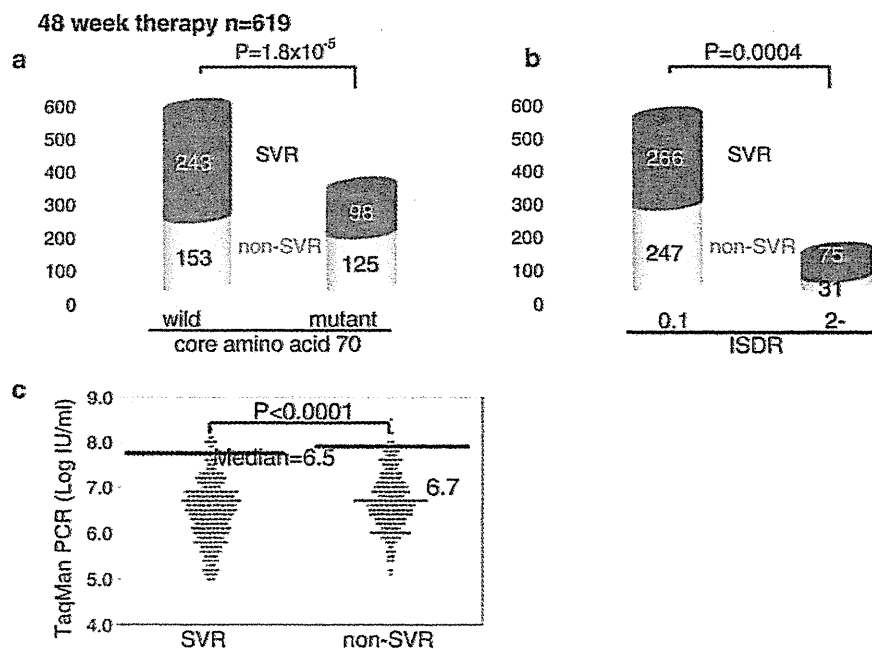 48 week therapy n=619
a
P=1.8x10-5
600
500
400
300
200
100
0
243
SVR
98
153
non-SVR
125
wild
mutant
core amino acid 70
b
P=0.0004
600
500
400
300
200
100
0
266
SVR
75
247
non-SVR
31
0.1
2-
ISDR
c
TaqMan PCR (Log IU/ml)
9.0
8.0
7.0
6.0
5.0
4.0
P<0.0001
Median=6.5
6.7
SVR
non-SVR